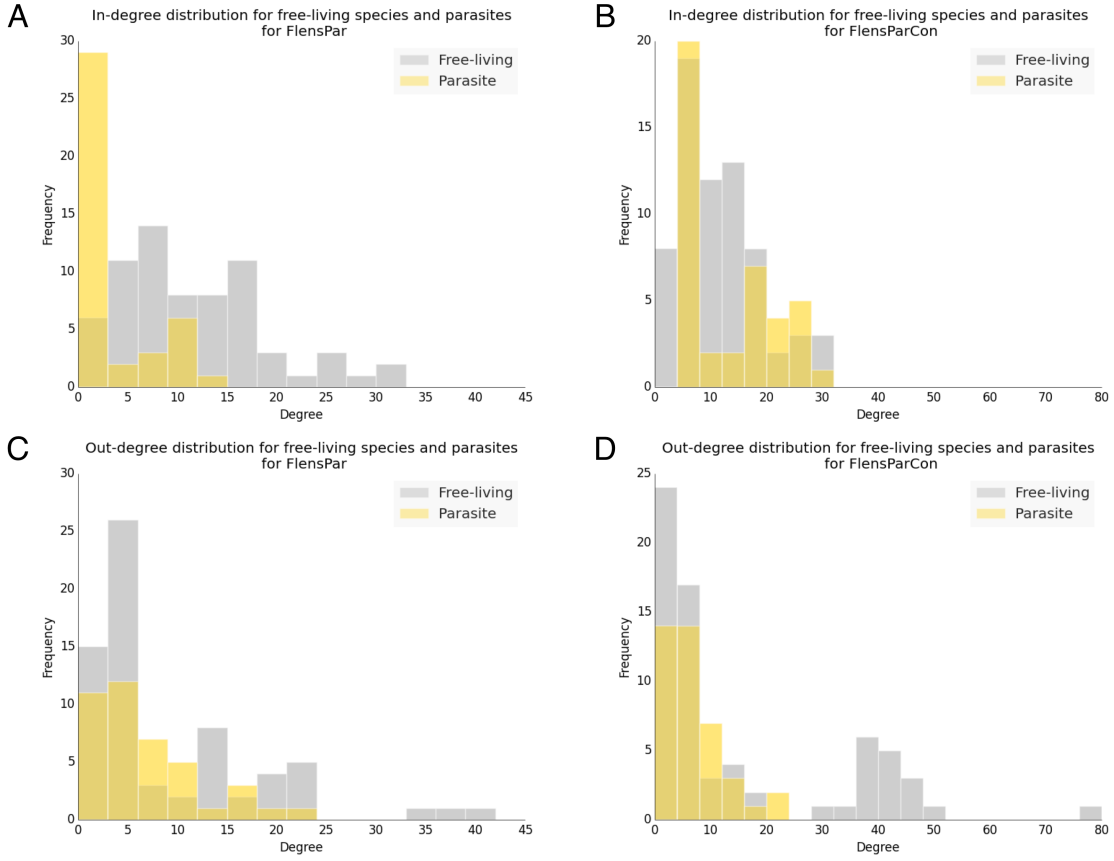 A
In-degree distribution for free-living species and parasites
for FlensPar
30
25
20
15
10
5
0
Frequency
Free-living
Parasite
0 5 10 15 20 25 30 35 40 45
Degree
B
In-degree distribution for free-living species and parasites
for FlensParCon
20
15
10
5
0
Frequency
Free-living
Parasite
0 10 20 30 40 50 60 70 80
Degree
C
Out-degree distribution for free-living species and parasites
for FlensPar
30
25
20
15
10
5
0
Frequency
Free-living
Parasite
0 5 10 15 20 25 30 35 40 45
Degree
D
Out-degree distribution for free-living species and parasites
for FlensParCon
25
20
15
10
5
0
Frequency
Free-living
Parasite
0 10 20 30 40 50 60 70 80
Degree